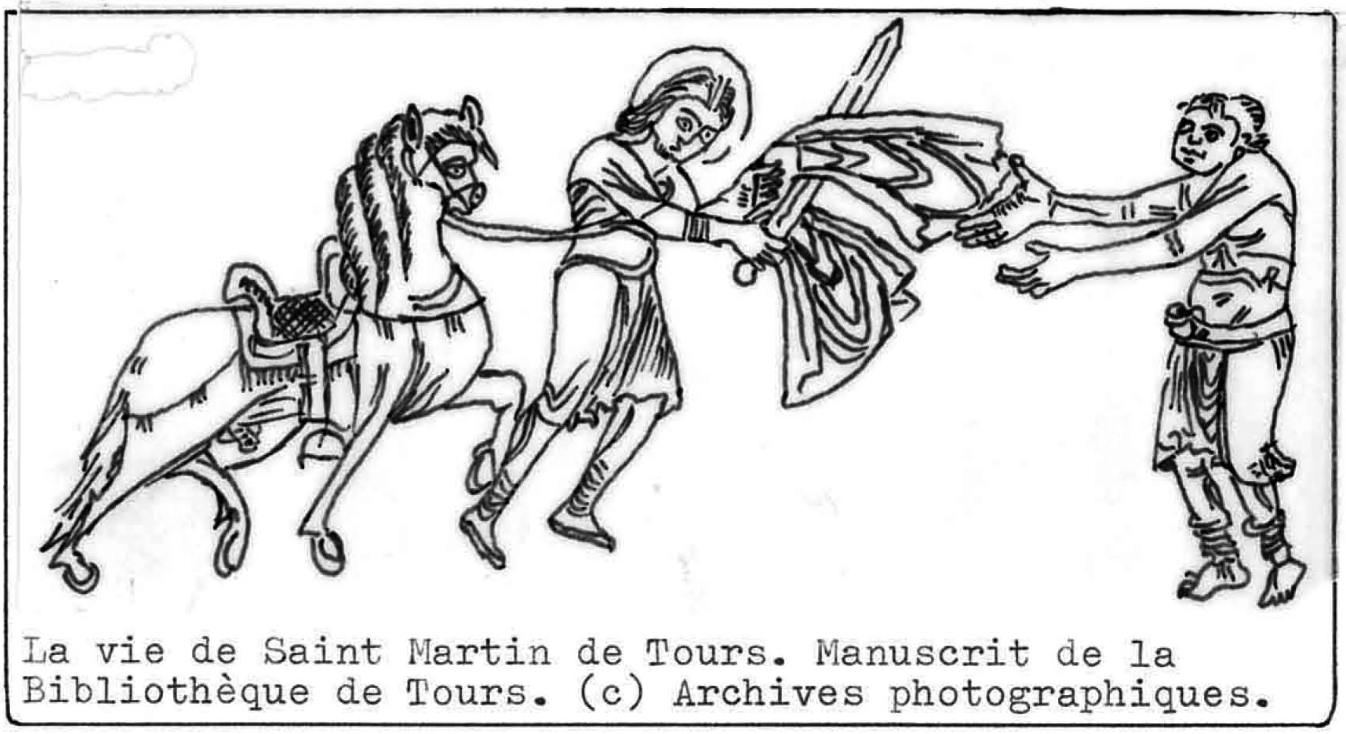 La vie de Saint Martin de Tours. Manuscrit de la
Bibliothèque de Tours. (c) Archives photographiques.